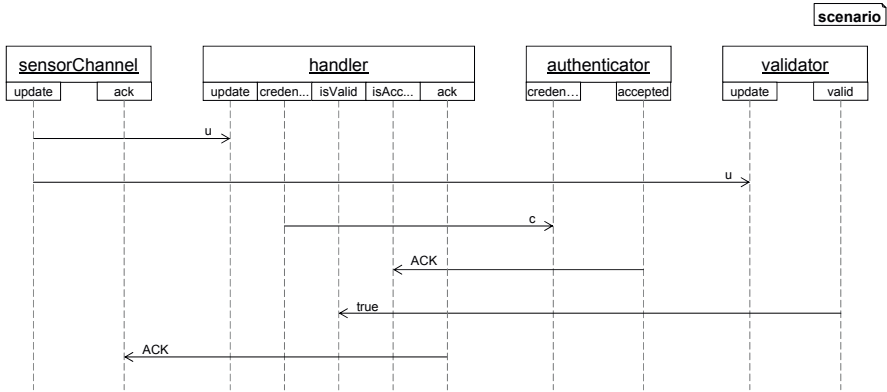 scenario
sensorChannel handler authenticator validator
update ack update creden... isValid isAcc... ack creden... accepted update valid
u
u
c
ACK
true
ACK